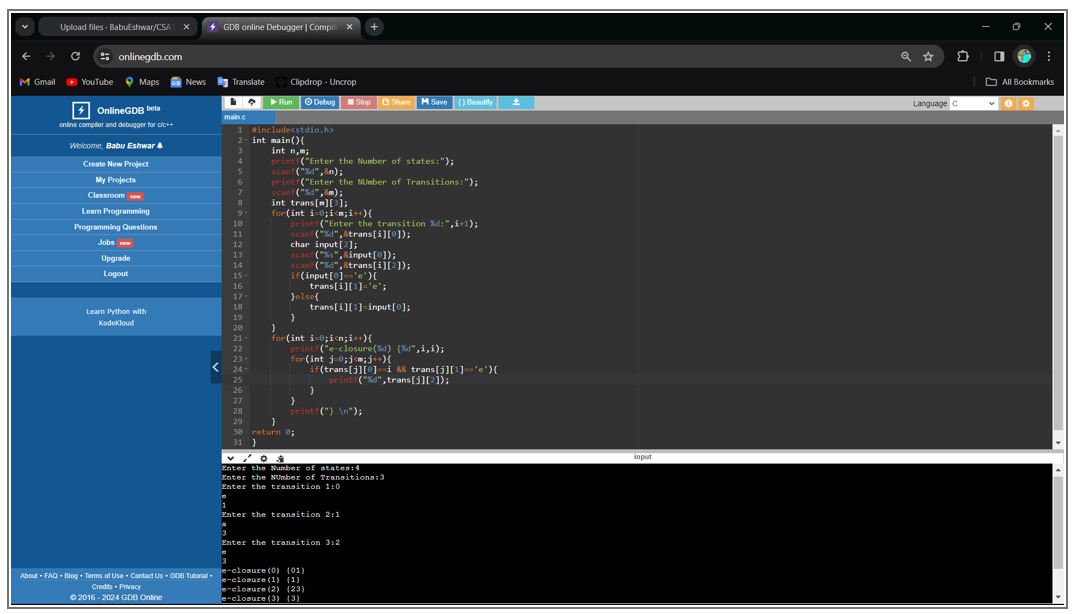 Upload files · BabuEshwar/CSA1
GDB online Debugger | Compil
onlinegdb.com
Gmail
YouTube
Maps
News
Translate
Clipdrop - Uncrop
All Bookmarks
OnlineGDB beta
online compiler and debugger for c/c++
Welcome, Babu Eshwar
Create New Project
My Projects
Classroom new
Learn Programming
Programming Questions
Jobs new
Upgrade
Logout
Learn Python with
KodeKloud
About • FAQ • Blog • Terms of Use • Contact Us • GDB Tutorial •
Credits • Privacy
© 2016 - 2024 GDB Online
Run
Debug
Stop
Share
Save
{ } Beautify
Language C
main.c
1 #include<stdio.h>
2 int main(){
3 int n,m;
4 printf("Enter the Number of states:");
5 scanf("%d",&n);
6 printf("Enter the NUmber of Transitions:");
7 scanf("%d",&m);
8 int trans[m][3];
9 for(int i=0;i<m;i++){
10 printf("Enter the transition %d:",i+1);
11 scanf("%d",&trans[i][0]);
12 char input[2];
13 scanf("%s",&input[0]);
14 scanf("%d",&trans[i][2]);
15 if(input[0]=='e'){
16 trans[i][1]='e';
17 }else{
18 trans[i][1]=input[0];
19 }
20 }
21 for(int i=0;i<n;i++){
22 printf("e-closure(%d) {%d",i,i);
23 for(int j=0;j<m;j++){
24 if(trans[j][0]==i && trans[j][1]=='e'){
25 printf("%d",trans[j][2]);
26 }
27 }
28 printf("} \n");
29 }
30 return 0;
31 }
input
Enter the Number of states:4
Enter the NUmber of Transitions:3
Enter the transition 1:0
e
1
Enter the transition 2:1
a
3
Enter the transition 3:2
e
3
e-closure(0) {01}
e-closure(1) {1}
e-closure(2) {23}
e-closure(3) {3}